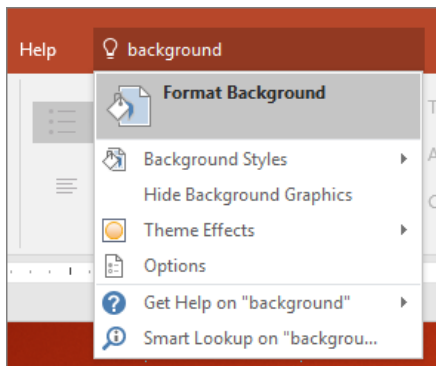 Help
background
Format Background
Background Styles
Hide Background Graphics
Theme Effects
Options
Get Help on "background"
Smart Lookup on "backgrou...